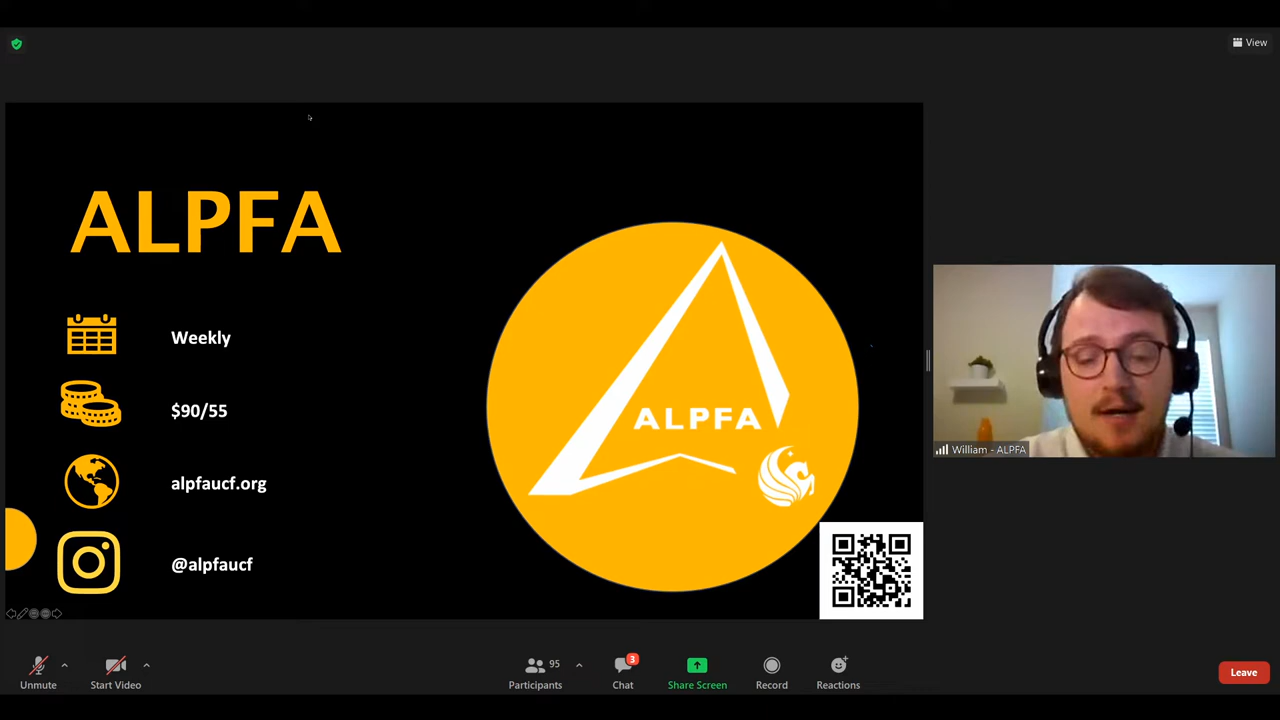 View
ALPFA
Weekly
$90/55
alpfaucf.org
@alpfaucf
ALPFA
William - ALPFA
Unmute
Start Video
95
Participants
3
Chat
Share Screen
Record
Reactions
Leave